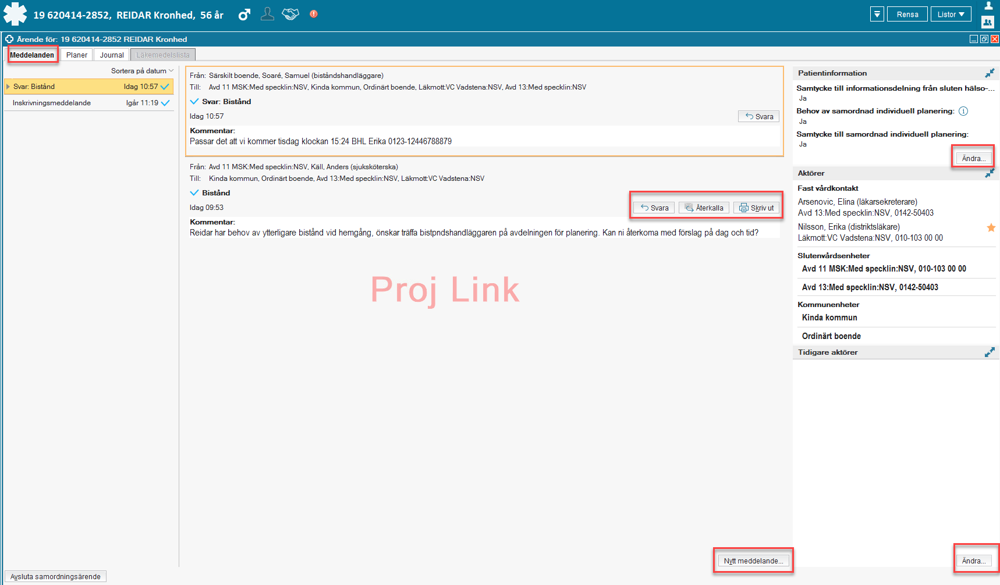 19 620414-2852, REIDAR Kronhed, 56 år
Rensa
Listor
Ärende för: 19 620414-2852 REIDAR Kronhed
Meddelanden
Planer
Journal
Läkemedelslista
Sortera på datum
Svar: Bistånd Idag 10:57
Inskrivningsmeddelande Igår 11:19
Från: Särskilt boende, Soaré, Samuel (biståndshandläggare)
Till: Avd 11 MSK:Med specklin:NSV, Kinda kommun, Ordinärt boende, Läkmott:VC Vadstena:NSV, Avd 13:Med specklin:NSV
Svar: Bistånd
Idag 10:57
Svara
Kommentar:
Passar det att vi kommer tisdag klockan 15:24 BHL Erika 0123-12446788879
Från: Avd 11 MSK:Med specklin:NSV, Käll, Anders (sjuksköterska)
Till: Kinda kommun, Ordinärt boende, Avd 13:Med specklin:NSV, Läkmott:VC Vadstena:NSV
Bistånd
Idag 09:53
Svara
Återkalla
Skriv ut
Kommentar:
Reidar har behov av ytterligare bistånd vid hemgång, önskar träffa bistpndshandläggaren på avdelningen för planering. Kan ni återkoma med förslag på dag och tid?
Proj Link
Nytt meddelande...
Avsluta samordningsärende
Patientinformation
Samtycke till informationsdelning från sluten hälso-...
Ja
Behov av samordnad individuell planering:
Ja
Samtycke till samordnad individuell planering:
Ja
Ändra...
Aktörer
Fast vårdkontakt
Arsenovic, Elina (läkarsekreterare)
Avd 13:Med specklin:NSV, 0142-50403
Nilsson, Erika (distriktsläkare)
Läkmott:VC Vadstena:NSV, 010-103 00 00
Slutenvårdsenheter
Avd 11 MSK:Med specklin:NSV, 010-103 00 00
Avd 13:Med specklin:NSV, 0142-50403
Kommunenheter
Kinda kommun
Ordinärt boende
Tidigare aktörer
Ändra...